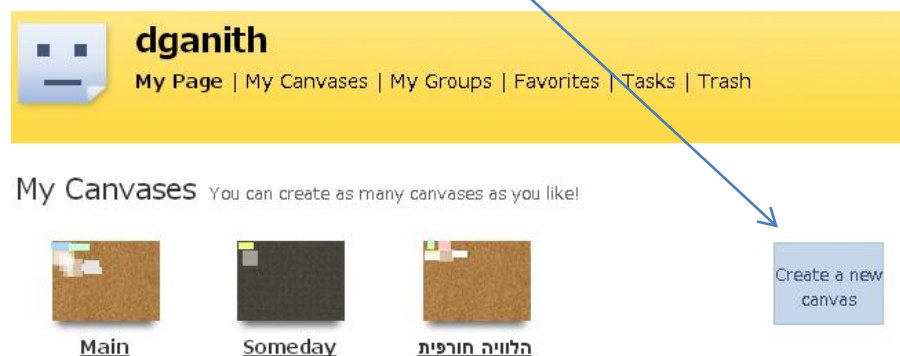 dganith
My Page | My Canvases | My Groups | Favorites | Tasks | Trash
My Canvases You can create as many canvases as you like!
Create a new
canvas
Main
Someday
הלוויה חורפית